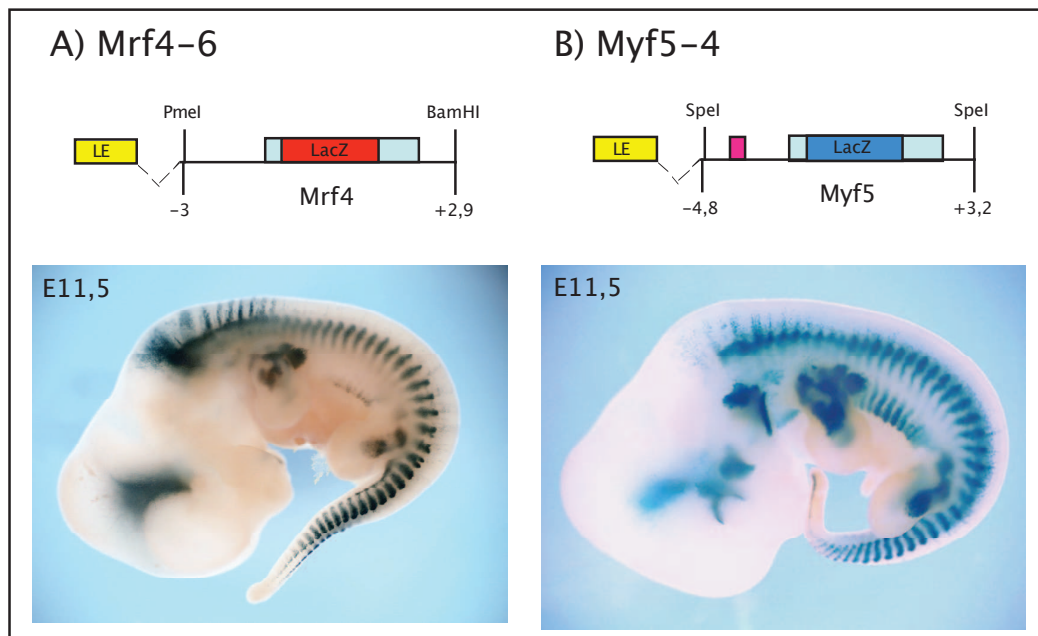 A) Mrf4-6
PmeI
BamHI
LE
LacZ
Mrf4
-3
+2,9
E11,5
B) Myf5-4
SpeI
SpeI
LE
LacZ
Myf5
-4,8
+3,2
E11,5